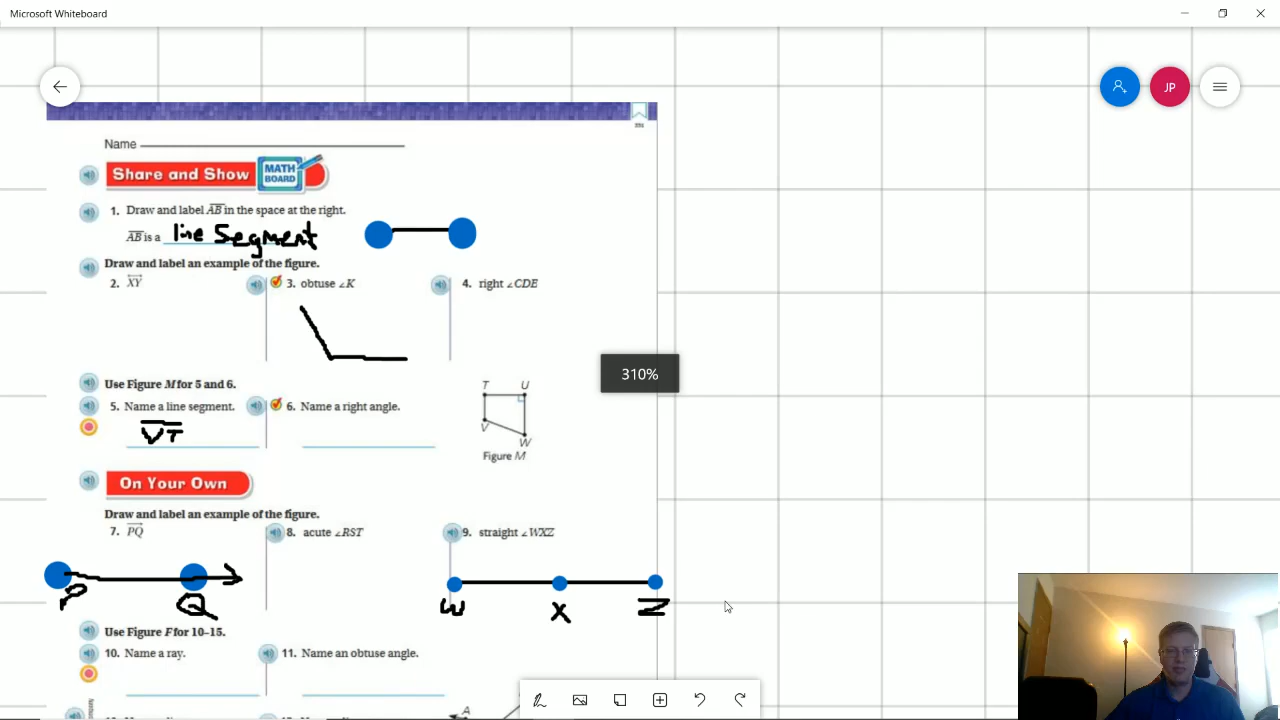 Microsoft Whiteboard
JP
Name
Share and Show MATH BOARD
1. Draw and label AB in the space at the right.
AB is a line Segment
Draw and label an example of the figure.
2. XY
3. obtuse ∠K
4. right ∠CDE
310%
Use Figure M for 5 and 6.
5. Name a line segment.
6. Name a right angle.
VT
T U
V
W
Figure M
On Your Own
Draw and label an example of the figure.
7. PQ
8. acute ∠RST
9. straight ∠WXZ
P Q
W X Z
Use Figure F for 10–15.
10. Name a ray.
11. Name an obtuse angle.
A